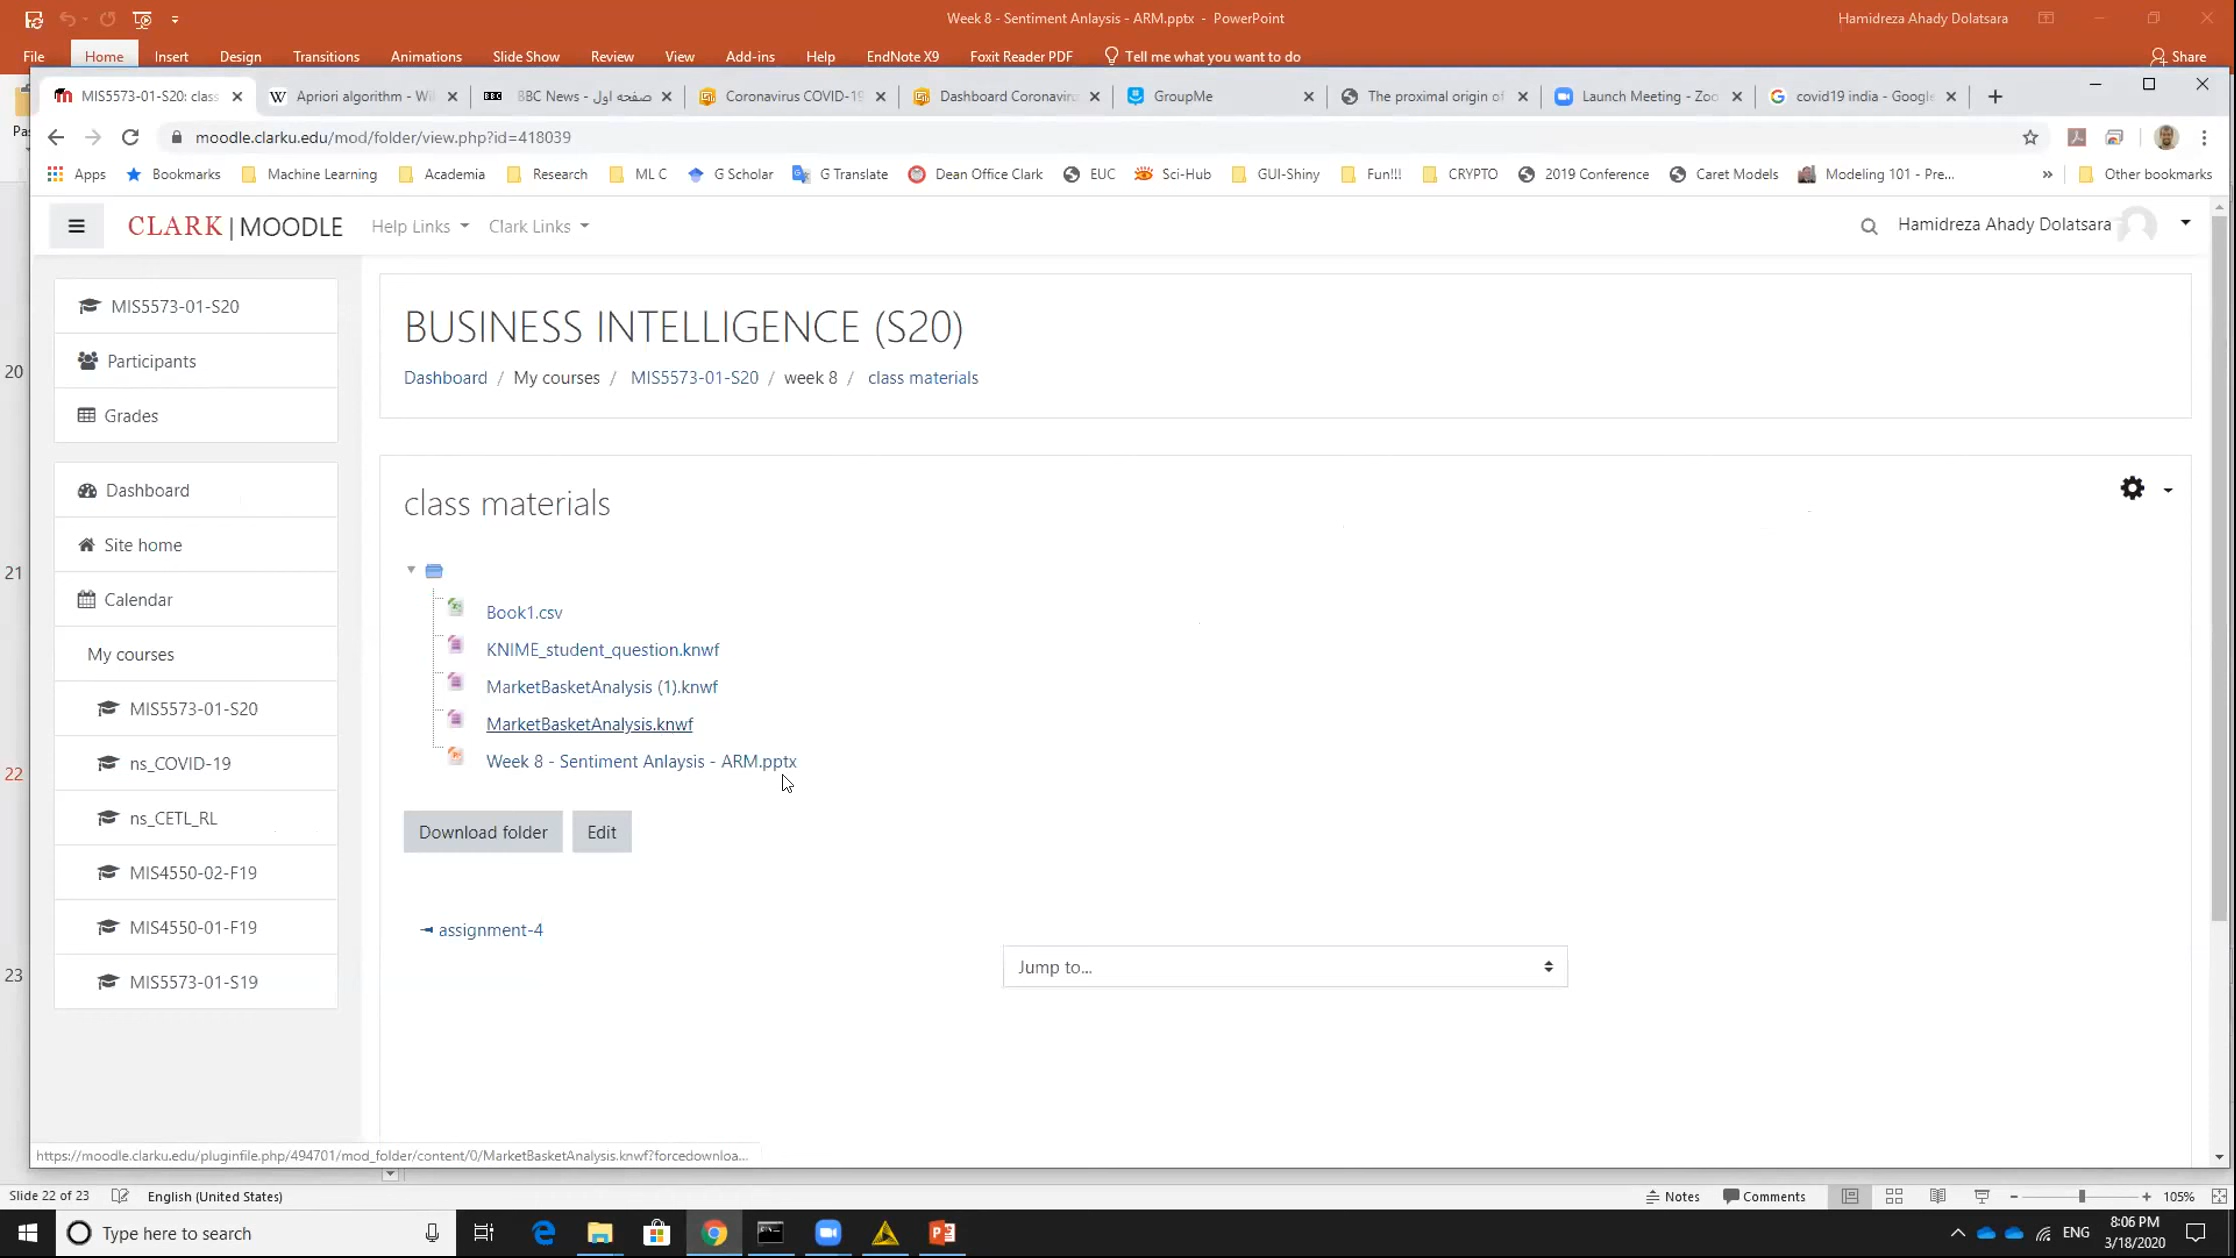 Week 8 - Sentiment Anlaysis - ARM.pptx - PowerPoint
Hamidreza Ahady Dolatsara
File Home Insert Design Transitions Animations Slide Show Review View Add-ins Help EndNote X9 Foxit Reader PDF Tell me what you want to do Share
MIS5573-01-S20: class
Apriori algorithm - Wi
BBC News - صفحه اول
Coronavirus COVID-19
Dashboard Coronaviru
GroupMe
The proximal origin of
Launch Meeting - Zoo
covid19 india - Google
moodle.clarku.edu/mod/folder/view.php?id=418039
Apps Bookmarks Machine Learning Academia Research ML C G Scholar G Translate Dean Office Clark EUC Sci-Hub GUI-Shiny Fun!!! CRYPTO 2019 Conference Caret Models Modeling 101 - Pre... » Other bookmarks
CLARK | MOODLE Help Links Clark Links
Hamidreza Ahady Dolatsara
MIS5573-01-S20
Participants
Grades
Dashboard
Site home
Calendar
My courses
MIS5573-01-S20
ns_COVID-19
ns_CETL_RL
MIS4550-02-F19
MIS4550-01-F19
MIS5573-01-S19
20
21
22
23
BUSINESS INTELLIGENCE (S20)
Dashboard / My courses / MIS5573-01-S20 / week 8 / class materials
class materials
Book1.csv
KNIME_student_question.knwf
MarketBasketAnalysis (1).knwf
MarketBasketAnalysis.knwf
Week 8 - Sentiment Anlaysis - ARM.pptx
Download folder
Edit
assignment-4
Jump to...
https://moodle.clarku.edu/pluginfile.php/494701/mod_folder/content/0/MarketBasketAnalysis.knwf?forcedownloa...
Slide 22 of 23 English (United States) Notes Comments 105%
Type here to search
ENG
8:06 PM
3/18/2020